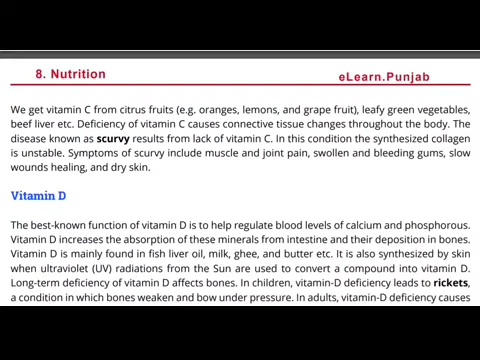 8. Nutrition
eLearn.Punjab
We get vitamin C from citrus fruits (e.g. oranges, lemons, and grape fruit), leafy green vegetables,
beef liver etc. Deficiency of vitamin C causes connective tissue changes throughout the body. The
disease known as scurvy results from lack of vitamin C. In this condition the synthesized collagen
is unstable. Symptoms of scurvy include muscle and joint pain, swollen and bleeding gums, slow
wounds healing, and dry skin.
Vitamin D
The best-known function of vitamin D is to help regulate blood levels of calcium and phosphorous.
Vitamin D increases the absorption of these minerals from intestine and their deposition in bones.
Vitamin D is mainly found in fish liver oil, milk, ghee, and butter etc. It is also synthesized by skin
when ultraviolet (UV) radiations from the Sun are used to convert a compound into vitamin D.
Long-term deficiency of vitamin D affects bones. In children, vitamin-D deficiency leads to rickets,
a condition in which bones weaken and bow under pressure. In adults, vitamin-D deficiency causes